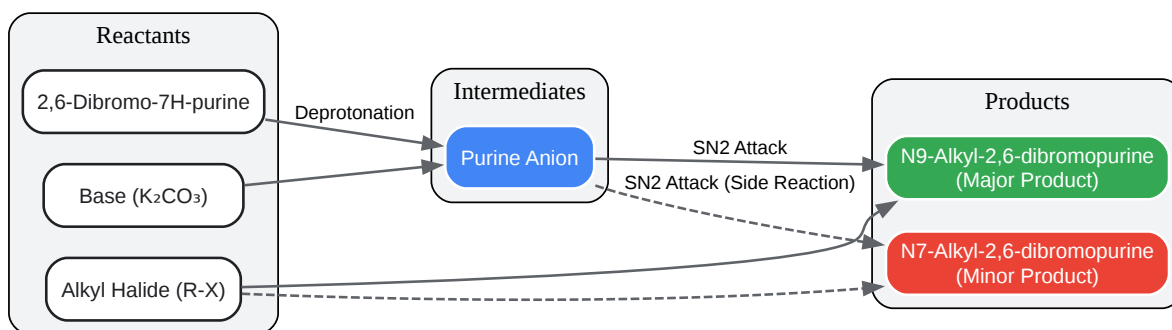 Reactants
2,6-Dibromo-7H-purine
Base (K₂CO₃)
Alkyl Halide (R-X)
Deprotonation
Intermediates
Purine Anion
SN2 Attack
SN2 Attack (Side Reaction)
Products
N9-Alkyl-2,6-dibromopurine
(Major Product)
N7-Alkyl-2,6-dibromopurine
(Minor Product)